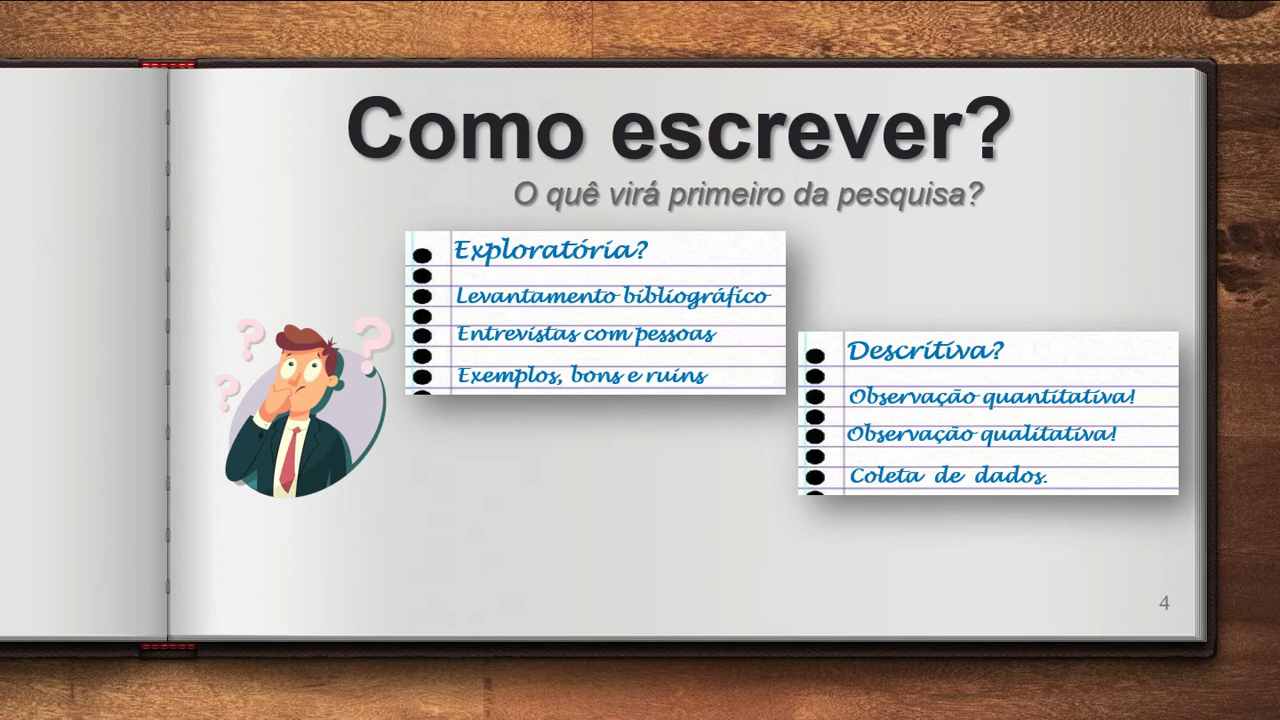 Como escrever?
O quê virá primeiro da pesquisa?
Exploratória?
Levantamento bibliográfico
Entrevistas com pessoas
Exemplos, bons e ruins
Descritiva?
Observação quantitativa!
Observação qualitativa!
Coleta de dados.
4